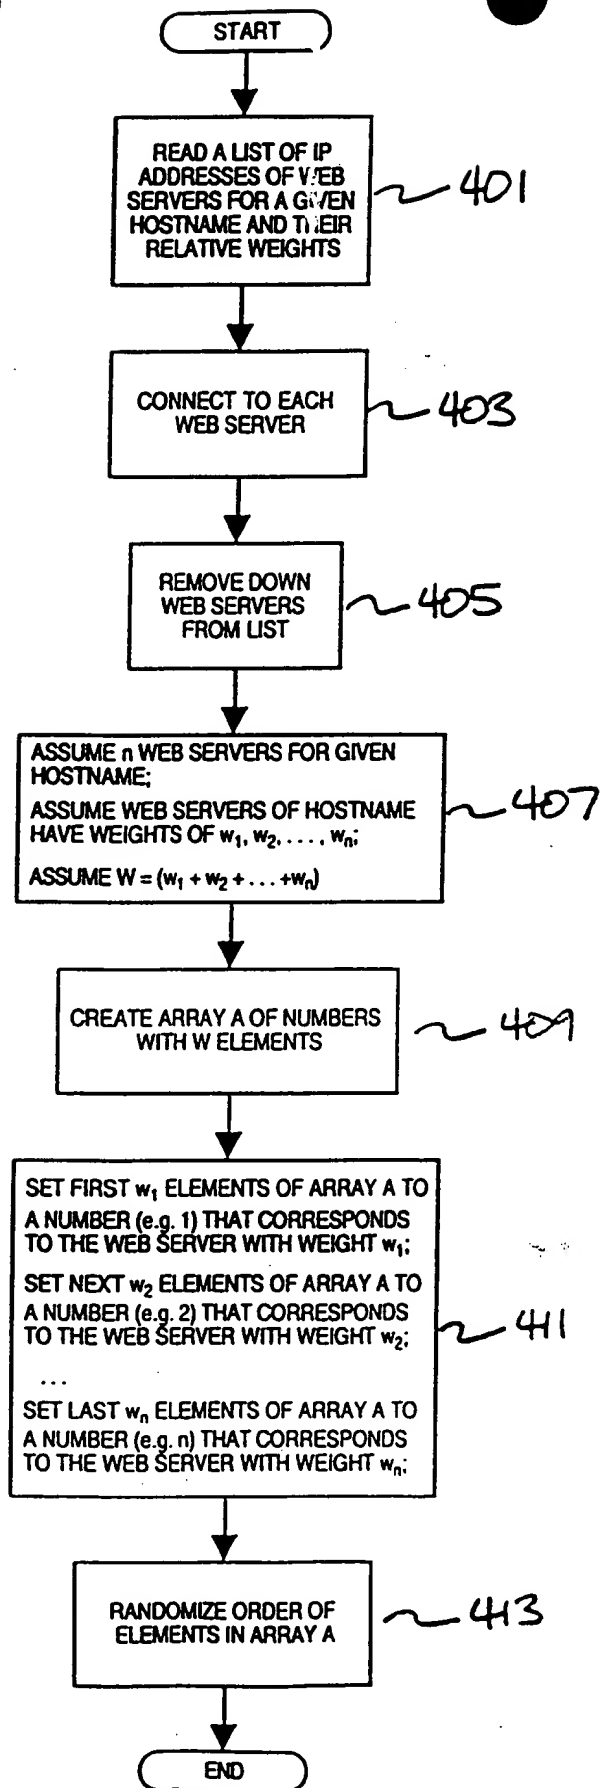 START
READ A LIST OF IP
ADDRESSES OF WEB
SERVERS FOR A GIVEN
HOSTNAME AND THEIR
RELATIVE WEIGHTS
401
CONNECT TO EACH
WEB SERVER
403
REMOVE DOWN
WEB SERVERS
FROM LIST
405
ASSUME n WEB SERVERS FOR GIVEN
HOSTNAME;
ASSUME WEB SERVERS OF HOSTNAME
HAVE WEIGHTS OF w₁, w₂, . . . , wₙ;
ASSUME W = (w₁ + w₂ + . . . +wₙ)
407
CREATE ARRAY A OF NUMBERS
WITH W ELEMENTS
409
SET FIRST w₁ ELEMENTS OF ARRAY A TO
A NUMBER (e.g. 1) THAT CORRESPONDS
TO THE WEB SERVER WITH WEIGHT w₁;
SET NEXT w₂ ELEMENTS OF ARRAY A TO
A NUMBER (e.g. 2) THAT CORRESPONDS
TO THE WEB SERVER WITH WEIGHT w₂;
. . .
SET LAST wₙ ELEMENTS OF ARRAY A TO
A NUMBER (e.g. n) THAT CORRESPONDS
TO THE WEB SERVER WITH WEIGHT wₙ;
411
RANDOMIZE ORDER OF
ELEMENTS IN ARRAY A
413
END